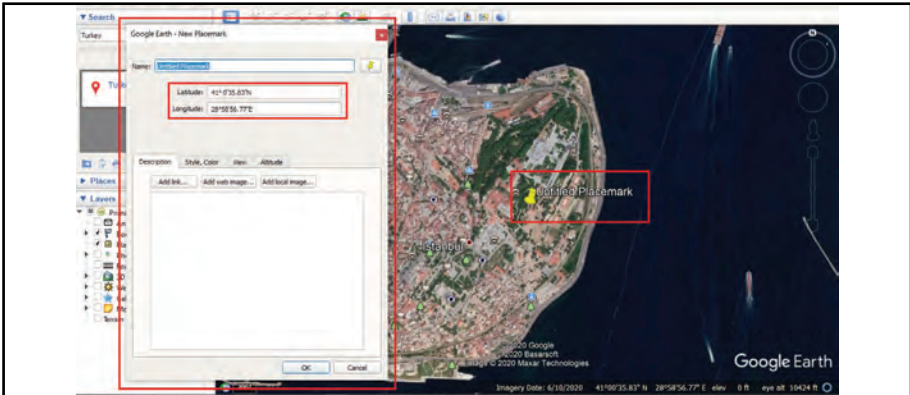 Search
Turkey
Google Earth - New Placemark
Name: Untitled Placemark
Latitude: 41° 0'35.83"N
Longitude: 28°58'56.77"E
Description Style, Color View Altitude
Add link... Add web image... Add local image...
Places
Layers
3D
Terrain
OK Cancel
Untitled Placemark
Istanbul
2020 Google
2020 Basarsoft
© 2020 Maxar Technologies
Google Earth
Imagery Date: 6/10/2020 41°00'35.83" N 28°58'56.77" E elev 0 ft eye alt 10424 ft
N